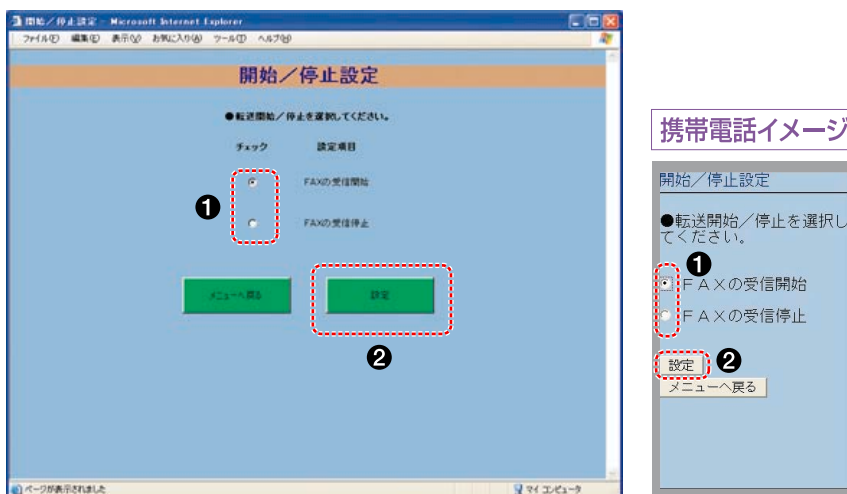 開始／停止設定 - Microsoft Internet Explorer
ファイル(F) 編集(E) 表示(V) お気に入り(A) ツール(T) ヘルプ(H)
開始／停止設定
●転送開始／停止を選択してください。
チェック 設定項目
❶
FAXの受信開始
FAXの受信停止
メニューへ戻る 設定
❷
ページが表示されました マイ コンピュータ
携帯電話イメージ
開始／停止設定
●転送開始／停止を選択し
てください。
❶
ＦＡＸの受信開始
ＦＡＸの受信停止
設定 ❷
メニューへ戻る